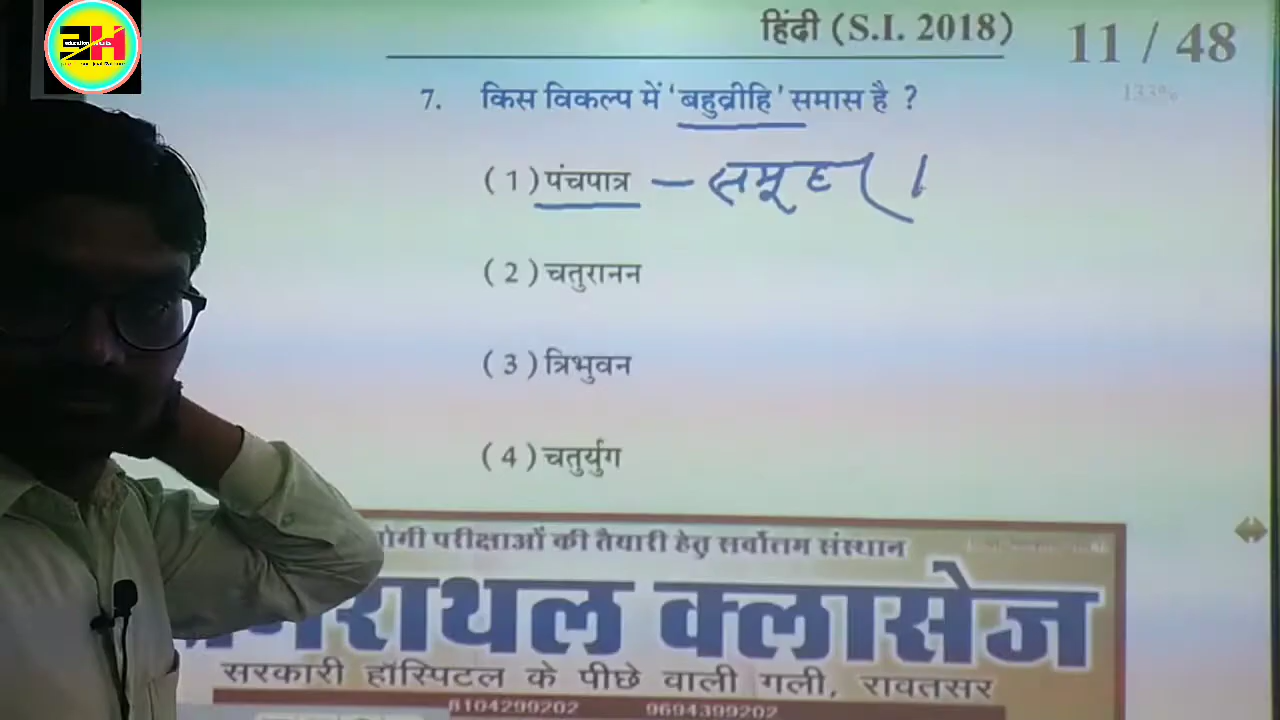 हिंदी (S.I. 2018)
11 / 48
133%
7. किस विकल्प में 'बहुव्रीहि' समास है ?
(1) पंचपात्र — समूह।
(2) चतुरानन
(3) त्रिभुवन
(4) चतुर्युग
परीक्षाओं की तैयारी हेतु सर्वोतम संस्थान
क्लासेज
सरकारी हॉस्पिटल के पीछे वाली गली, रावतसर
8104299202 9694399202